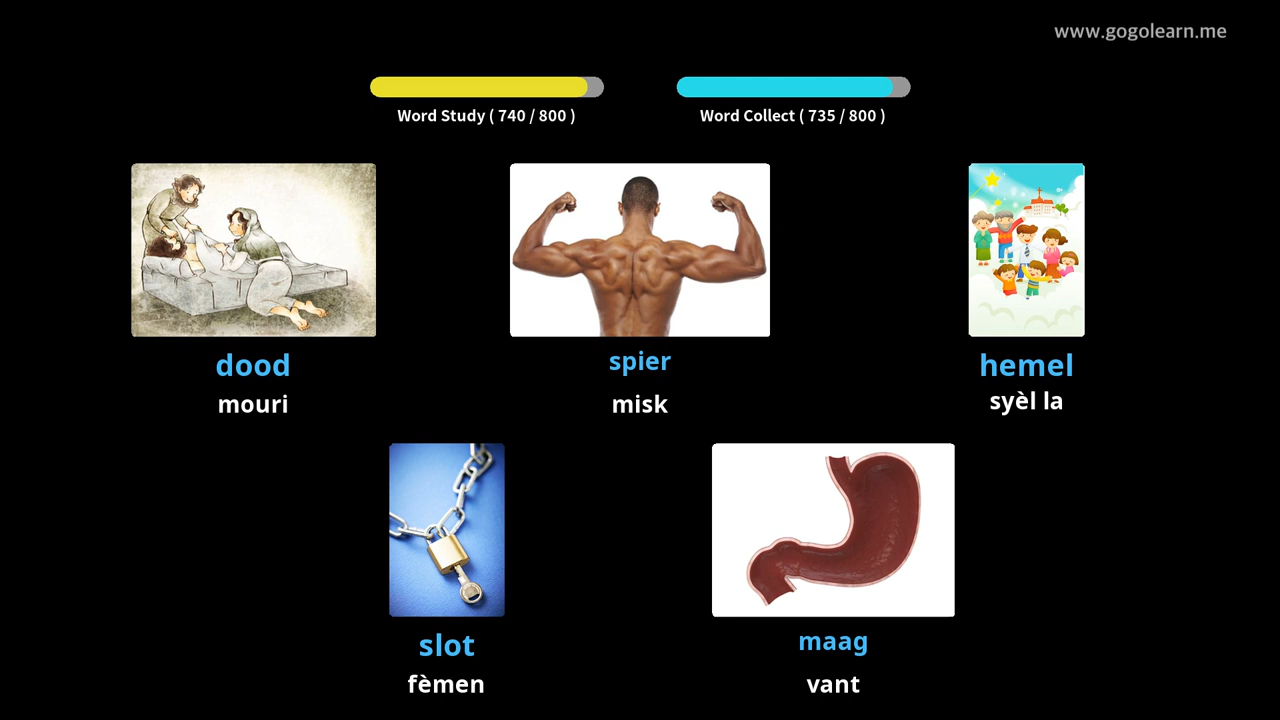 www.gogolearn.me
Word Study ( 740 / 800 )
Word Collect ( 735 / 800 )
dood
mouri
spier
misk
hemel
syèl la
slot
fèmen
maag
vant